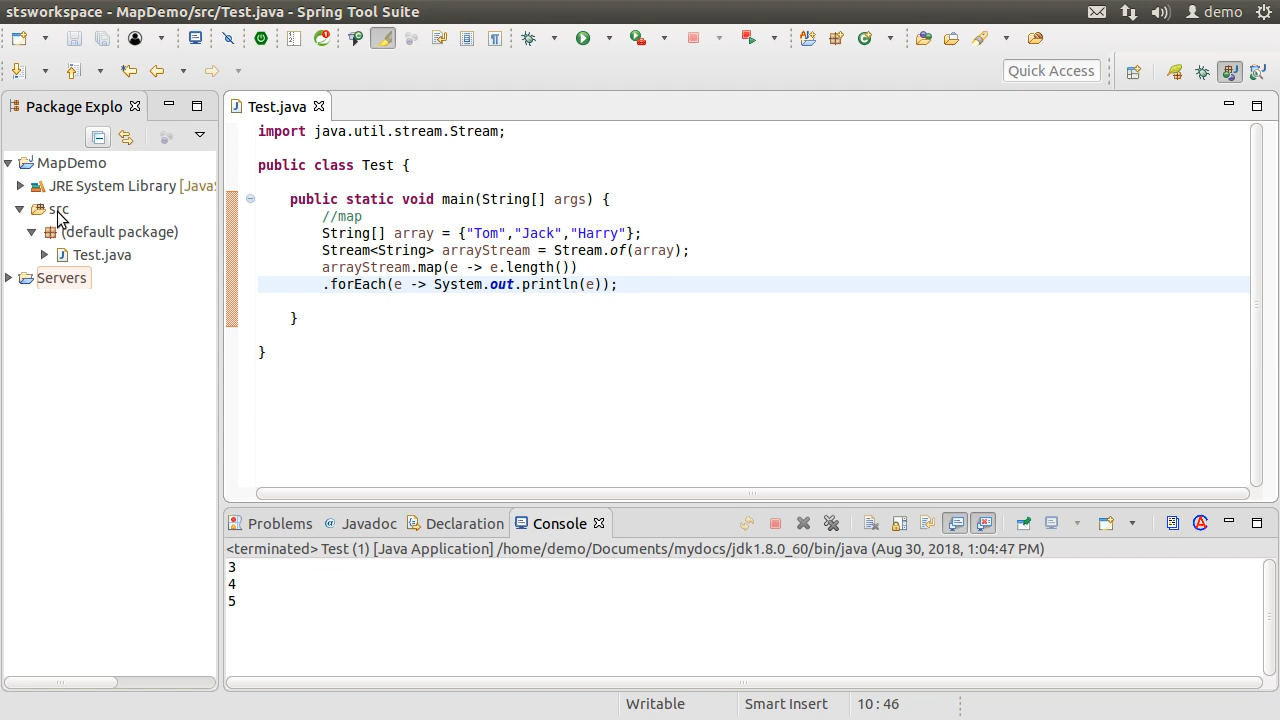 stsworkspace - MapDemo/src/Test.java - Spring Tool Suite
demo
Quick Access
Package Explo
MapDemo
JRE System Library [JavaS
src
(default package)
Test.java
Servers
Test.java
import java.util.stream.Stream;
public class Test {
public static void main(String[] args) {
//map
String[] array = {"Tom","Jack","Harry"};
Stream<String> arrayStream = Stream.of(array);
arrayStream.map(e -> e.length())
.forEach(e -> System.out.println(e));
}
}
Problems @ Javadoc Declaration Console
<terminated> Test (1) [Java Application] /home/demo/Documents/mydocs/jdk1.8.0_60/bin/java (Aug 30, 2018, 1:04:47 PM)
3
4
5
Writable Smart Insert 10 : 46